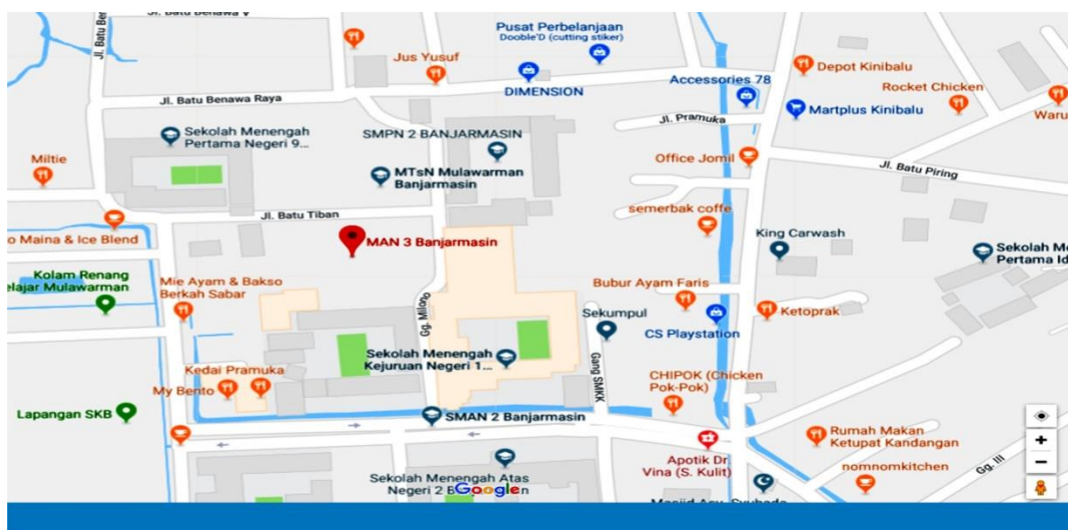 Jl. Batu Ben
Jl. Batu Benawa V
Pusat Perbelanjaan
Dooble'D (cutting stiker)
Jus Yusuf
DIMENSION
Accessories 78
Depot Kinibalu
Rocket Chicken
Martplus Kinibalu
Waru
Jl. Batu Benawa Raya
Jl. Pramuka
Sekolah Menengah
Pertama Negeri 9...
SMPN 2 BANJARMASIN
Miltie
MTsN Mulawarman
Banjarmasin
Office Jomil
Jl. Batu Piring
Jl. Batu Tiban
semerbak coffe
o Maina & Ice Blend
MAN 3 Banjarmasin
King Carwash
Sekolah Me
Pertama Id
Kolam Renang
elajar Mulawarman
Mie Ayam & Bakso
Berkah Sabar
Bubur Ayam Faris
Gg. Milono
Sekumpul
Ketoprak
CS Playstation
Sekolah Menengah
Kejuruan Negeri 1...
Gang SMKK
Kedai Pramuka
My Bento
CHIPOK (Chicken
Pok-Pok)
Lapangan SKB
SMAN 2 Banjarmasin
Rumah Makan
Ketupat Kandangan
Apotik Dr.
Vina (S. Kulit)
Gg. III
nomnomkitchen
Sekolah Menengah Atas
Negeri 2 B
Google
n
Masjid Asy-Syuhada